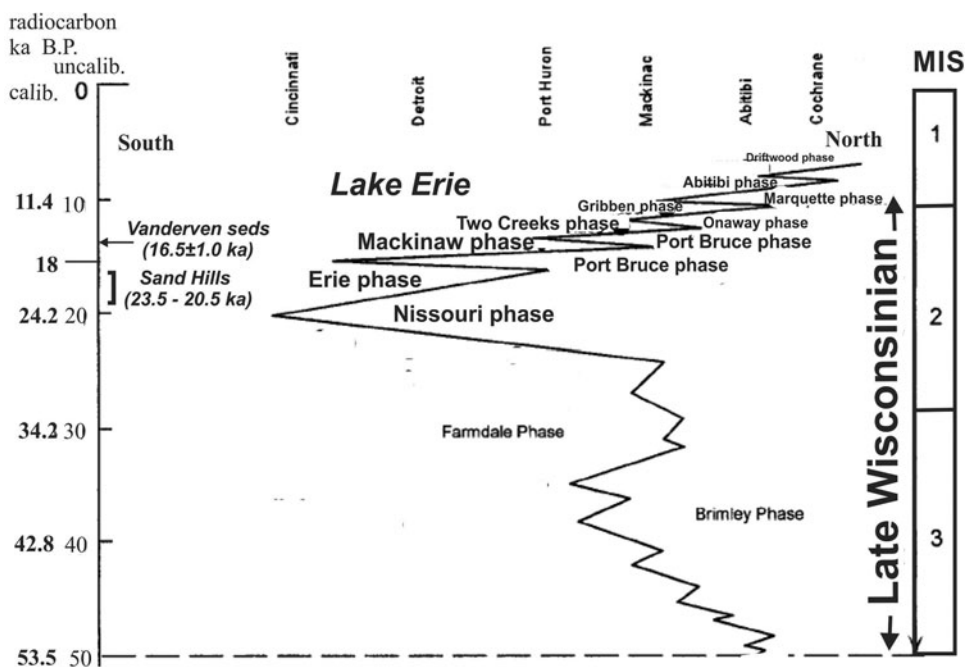 radiocarbon
ka B.P.
uncalib.
calib.
0
Cincinnati
Detroit
Port Huron
Mackinac
Abitibi
Cochrane
MIS
South
North
1
Driftwood phase
Lake Erie
Abitibi phase
Marquette phase
11.4 10
Gribben phase
Two Creeks phase
Onaway phase
Vanderven seds
(16.5±1.0 ka)
Mackinaw phase
Port Bruce phase
18
Port Bruce phase
Sand Hills
(23.5 - 20.5 ka)
Erie phase
24.2 20
Nissouri phase
2
34.2 30
Farmdale Phase
Brimley Phase
Late Wisconsinian
42.8 40
3
53.5 50